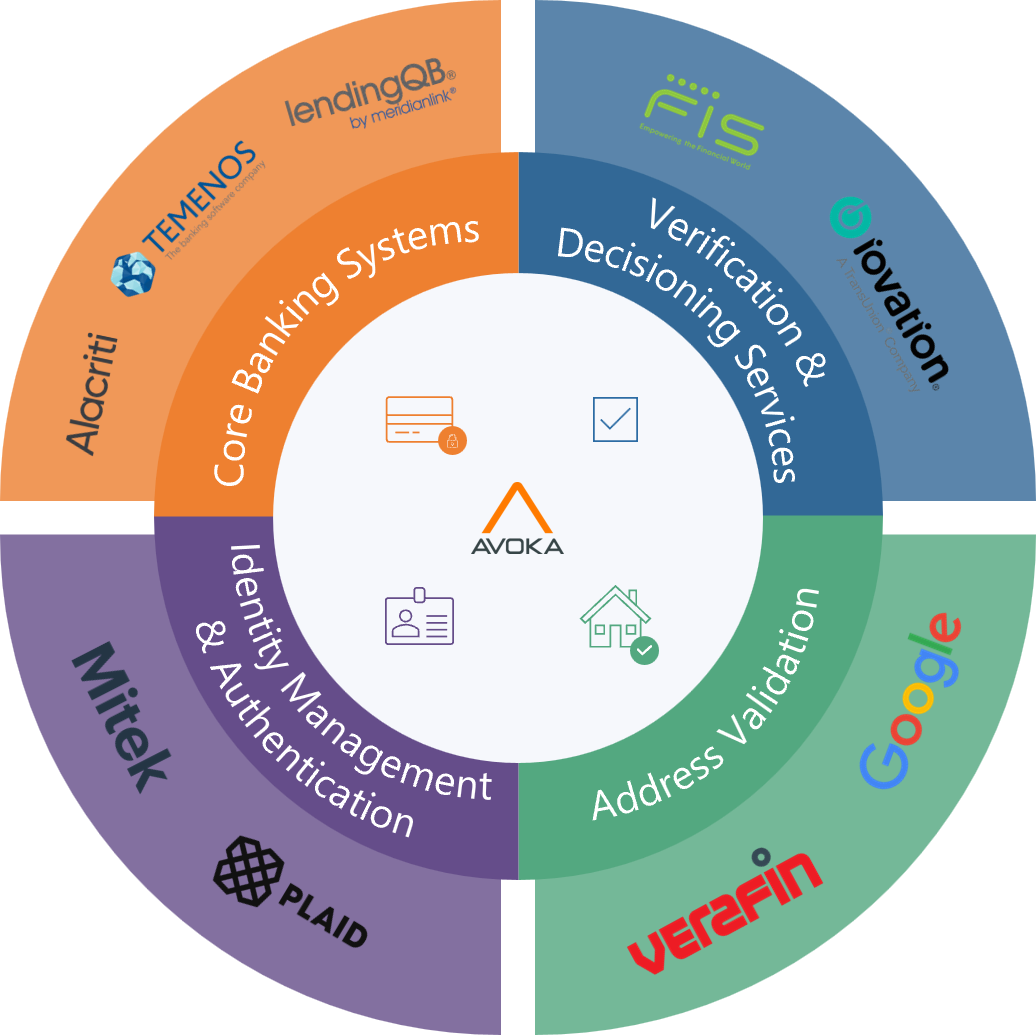 lendingQB®
by meridianlink®
TEMENOS
The banking software company
Alacriti
Core Banking Systems
FIS
Empowering the Financial World
iovation®
A TransUnion Company
Verification &
Decisioning Services
AVOKA
Identity Management
& Authentication
Mitek
PLAID
Address Validation
Google
VERAFIN